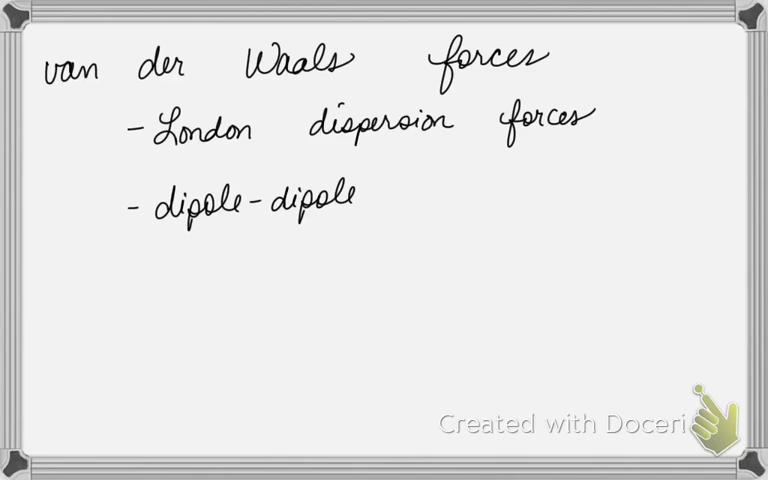 van der Waals forces
- London dispersion forces
- dipole-dipole
Created with Doceri